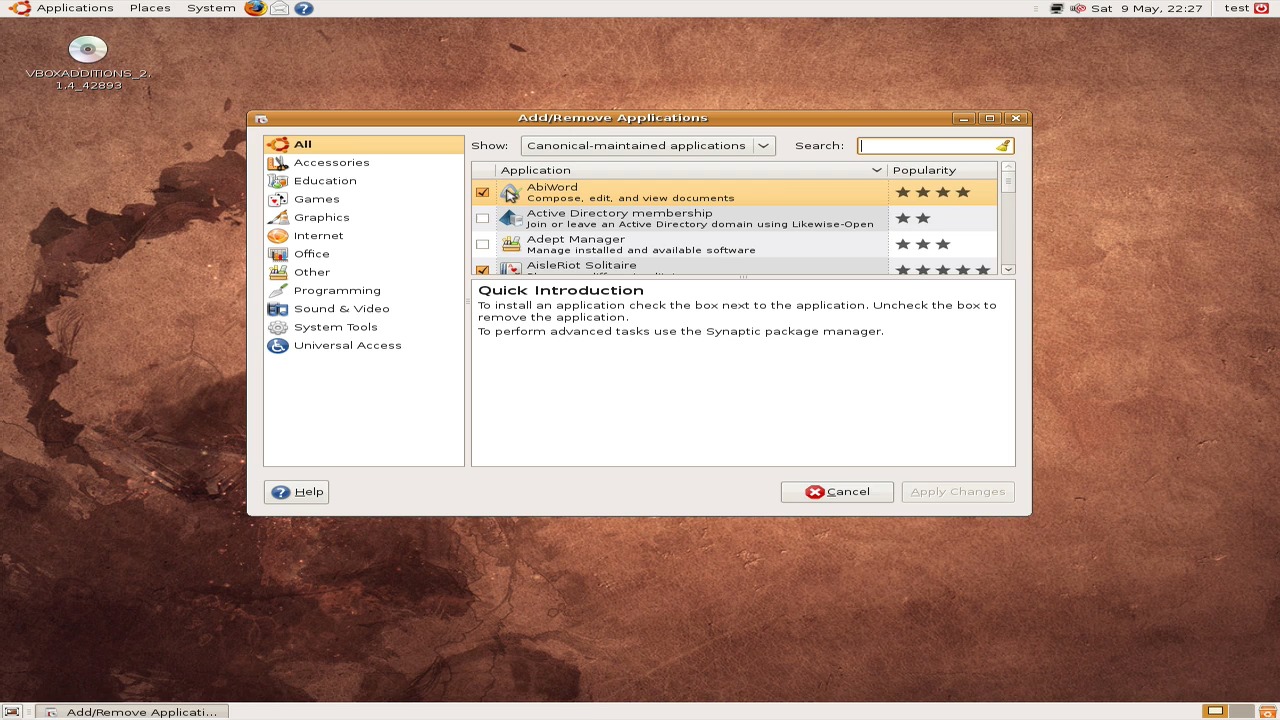 Applications Places System Sat 9 May, 22:27 test
VBOXADDITIONS_2.
1.4_42893
Add/Remove Applications
All
Accessories
Education
Games
Graphics
Internet
Office
Other
Programming
Sound & Video
System Tools
Universal Access
Show: Canonical-maintained applications Search:
Application Popularity
AbiWord
Compose, edit, and view documents
Active Directory membership
Join or leave an Active Directory domain using Likewise-Open
Adept Manager
Manage installed and available software
AisleRiot Solitaire
Quick Introduction
To install an application check the box next to the application. Uncheck the box to
remove the application.
To perform advanced tasks use the Synaptic package manager.
Help Cancel Apply Changes
Add/Remove Applicati...